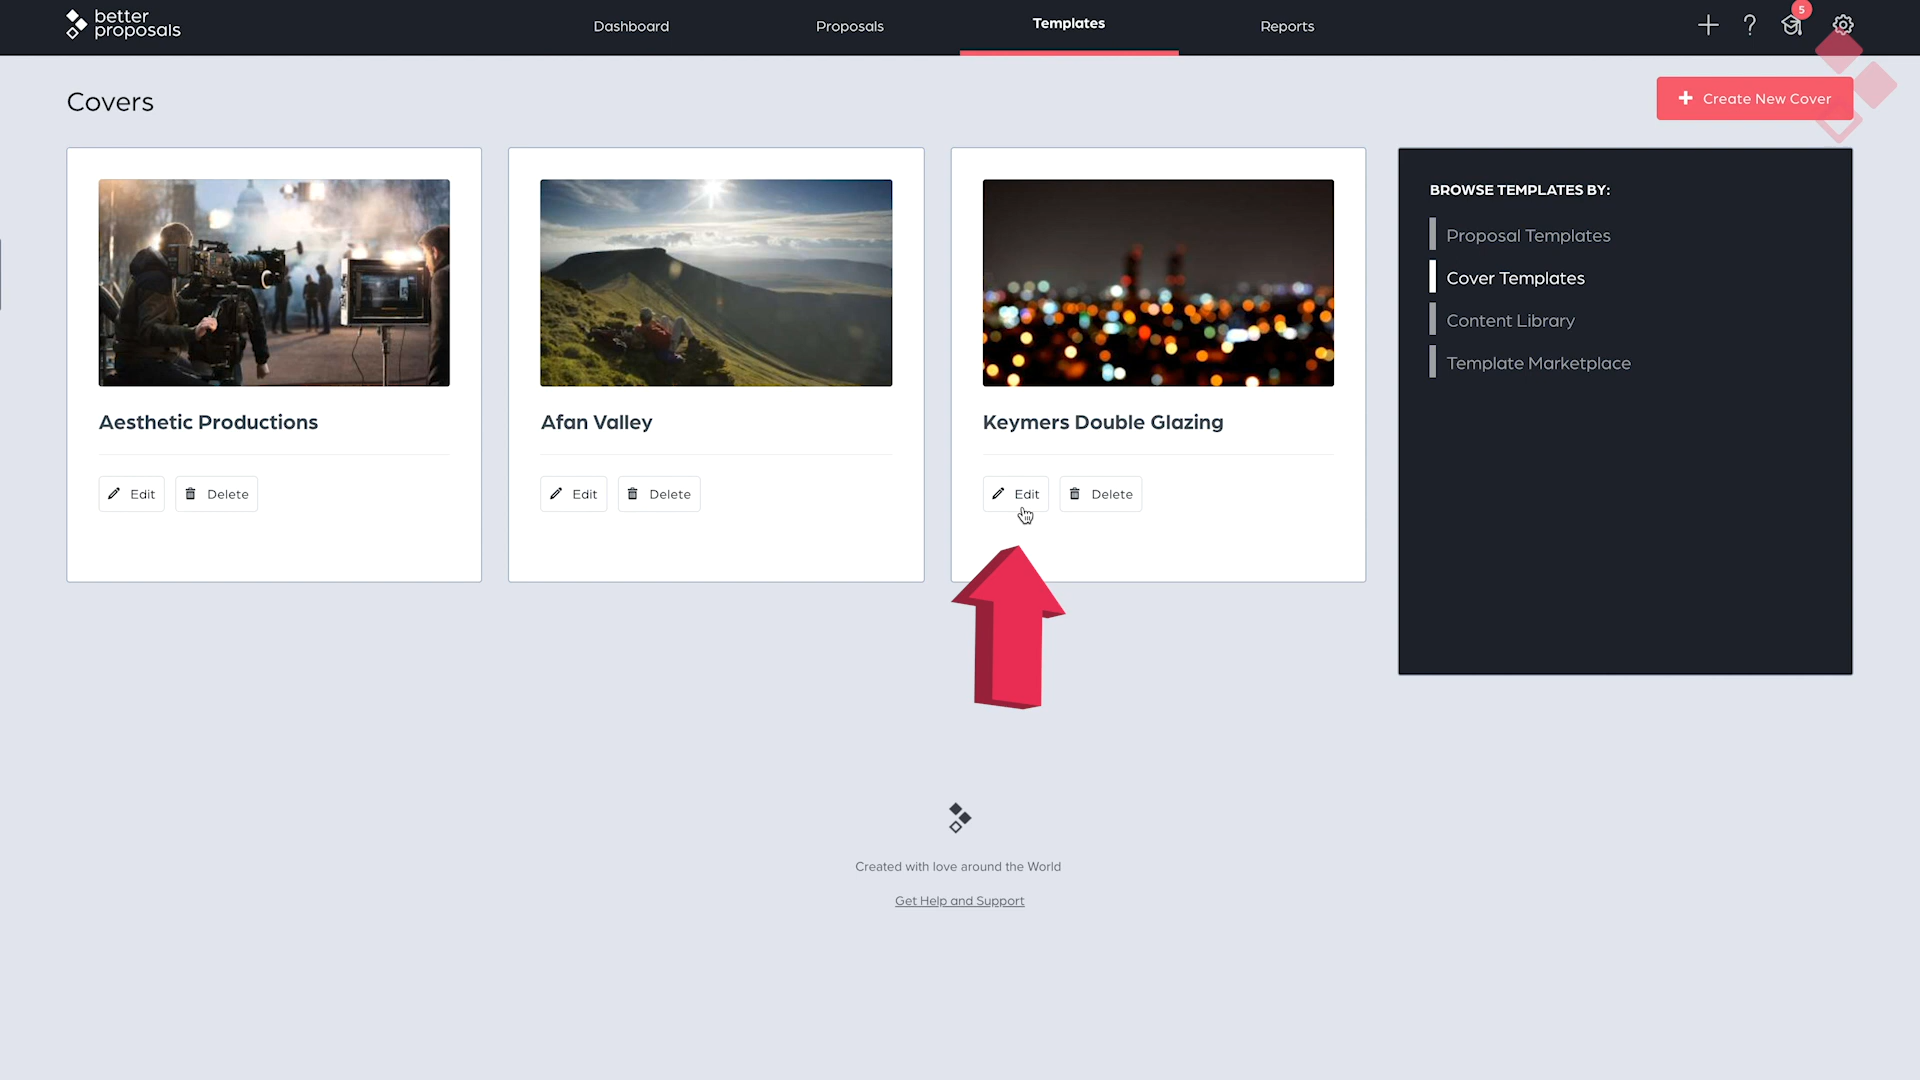 better
proposals
Dashboard
Proposals
Templates
Reports
5
Covers
Create New Cover
Aesthetic Productions
Edit
Delete
Afan Valley
Edit
Delete
Keymers Double Glazing
Edit
Delete
BROWSE TEMPLATES BY:
Proposal Templates
Cover Templates
Content Library
Template Marketplace
Created with love around the World
Get Help and Support